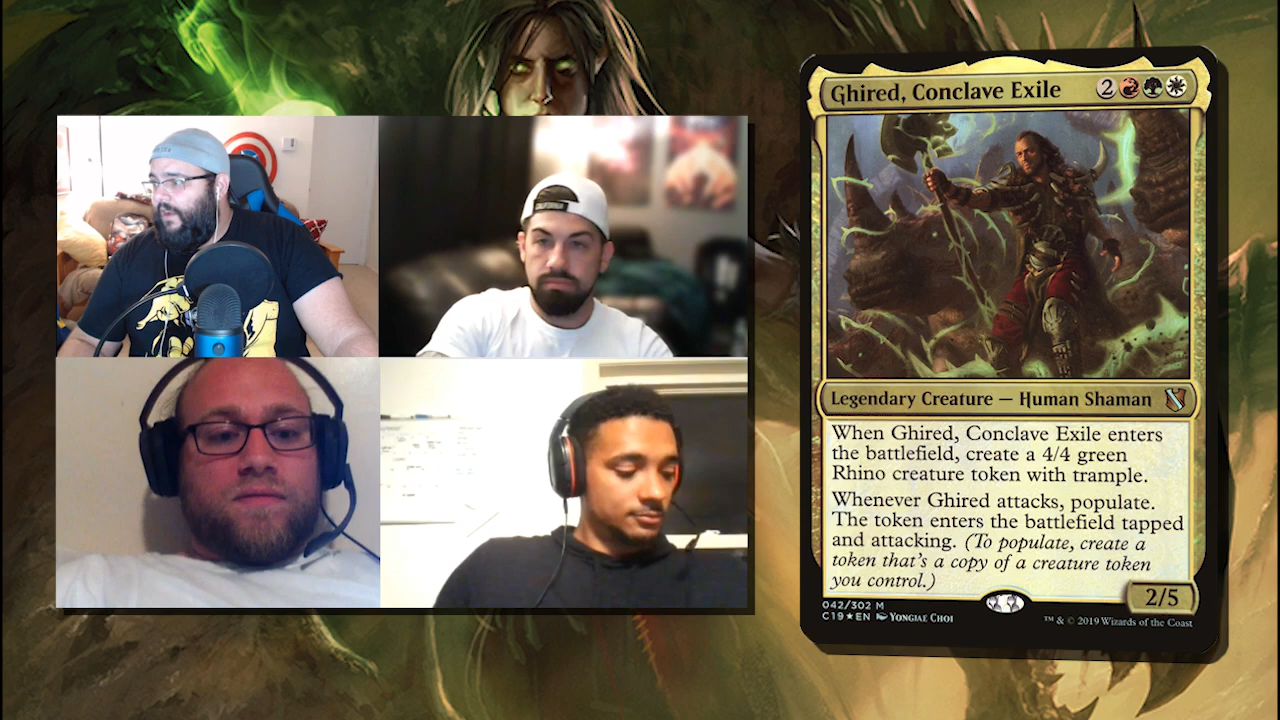 Ghired, Conclave Exile 2
Legendary Creature — Human Shaman
When Ghired, Conclave Exile enters
the battlefield, create a 4/4 green
Rhino creature token with trample.
Whenever Ghired attacks, populate.
The token enters the battlefield tapped
and attacking. (To populate, create a
token that's a copy of a creature token
you control.)
2/5
042/302 M
C19★EN Yongjae Choi
™ & © 2019 Wizards of the Coast